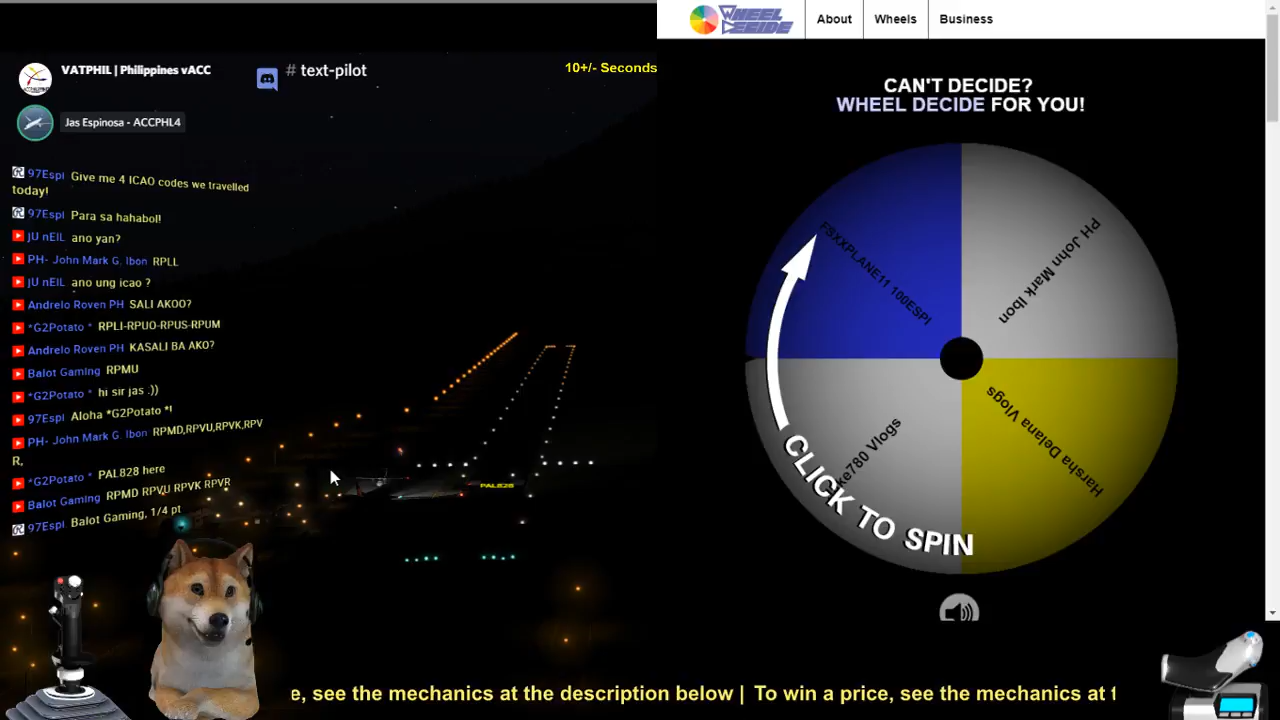 VATPHIL | Philippines vACC
# text-pilot
10+/- Seconds
Jas Espinosa - ACCPHL4
97Espi Give me 4 ICAO codes we travelled
today!
97Espi Para sa hahabol!
jU nEIL ano yan?
PH- John Mark G. Ibon RPLL
jU nEIL ano ung icao ?
Andrelo Roven PH SALI AKOO?
*G2Potato * RPLI-RPUO-RPUS-RPUM
Andrelo Roven PH KASALI BA AKO?
Balot Gaming RPMU
*G2Potato * hi sir jas :))
97Espi Aloha *G2Potato *!
PH- John Mark G. Ibon RPMD,RPVU,RPVK,RPV
R,
*G2Potato * PAL828 here
Balot Gaming RPMD RPVU RPVK RPVR
97Espi Balot Gaming, 1/4 pt
PAL828
WHEEL DECIDE
About
Wheels
Business
CAN'T DECIDE?
WHEEL DECIDE FOR YOU!
FSXXPLANE11 100ESPI
PH John Mark Ibon
Harsha Delana Vlogs
Vlogs
CLICK TO SPIN
e, see the mechanics at the description below | To win a price, see the mechanics at t